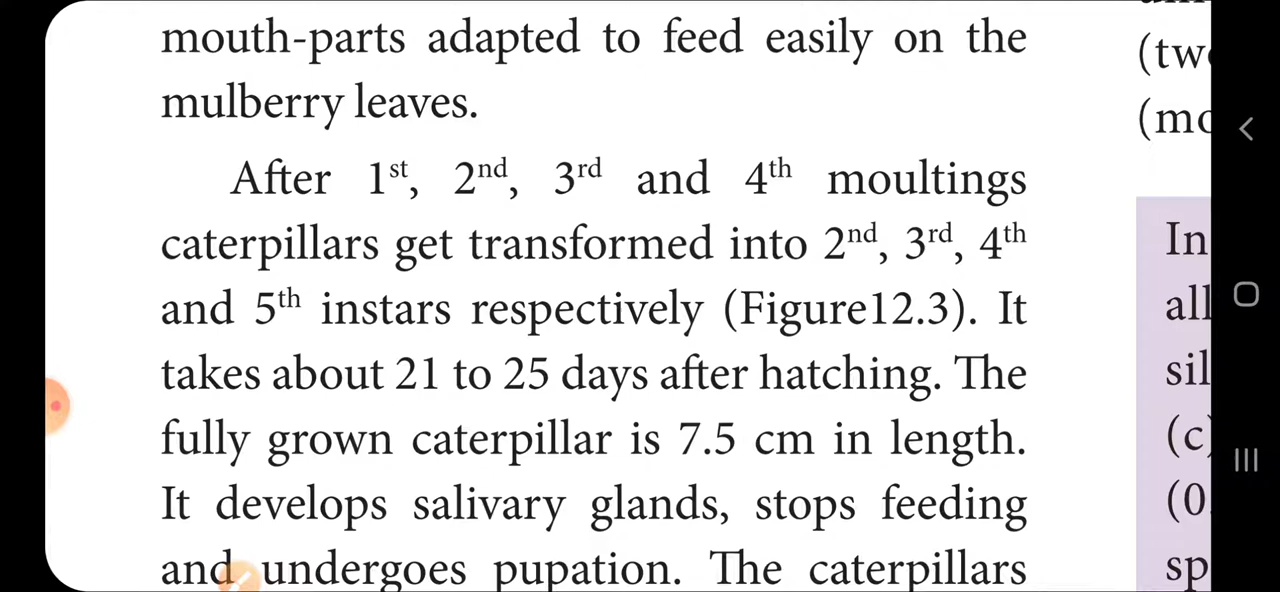 mouth-parts adapted to feed easily on the
mulberry leaves.
After 1st, 2nd, 3rd and 4th moultings
caterpillars get transformed into 2nd, 3rd, 4th
and 5th instars respectively (Figure12.3). It
takes about 21 to 25 days after hatching. The
fully grown caterpillar is 7.5 cm in length.
It develops salivary glands, stops feeding
and undergoes pupation. The caterpillars
In
all
(c)
(0